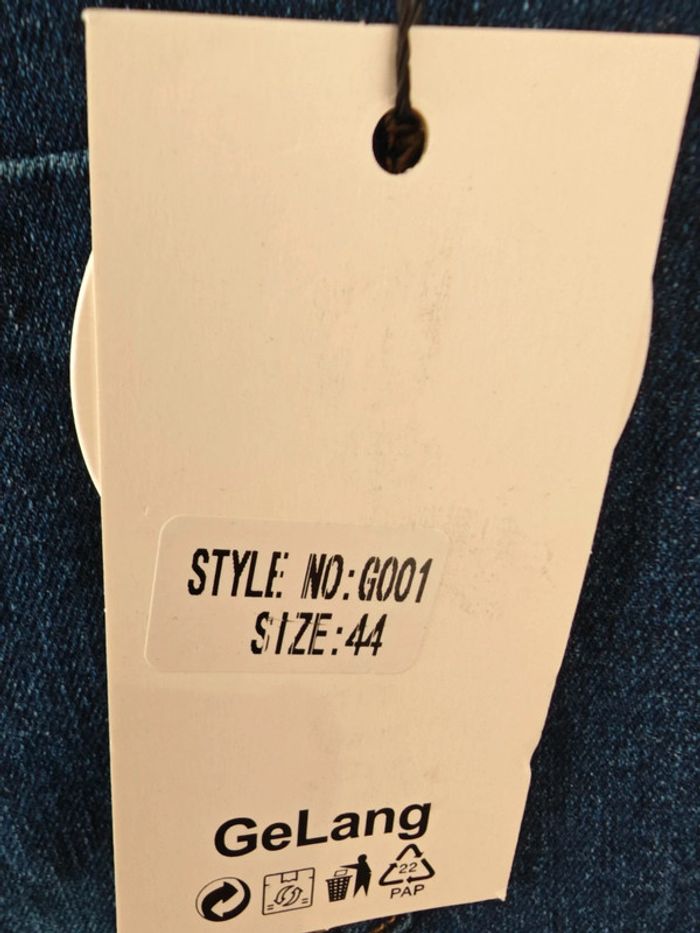 STYLE NO:G001
SIZE:44
GeLang
22
PAP